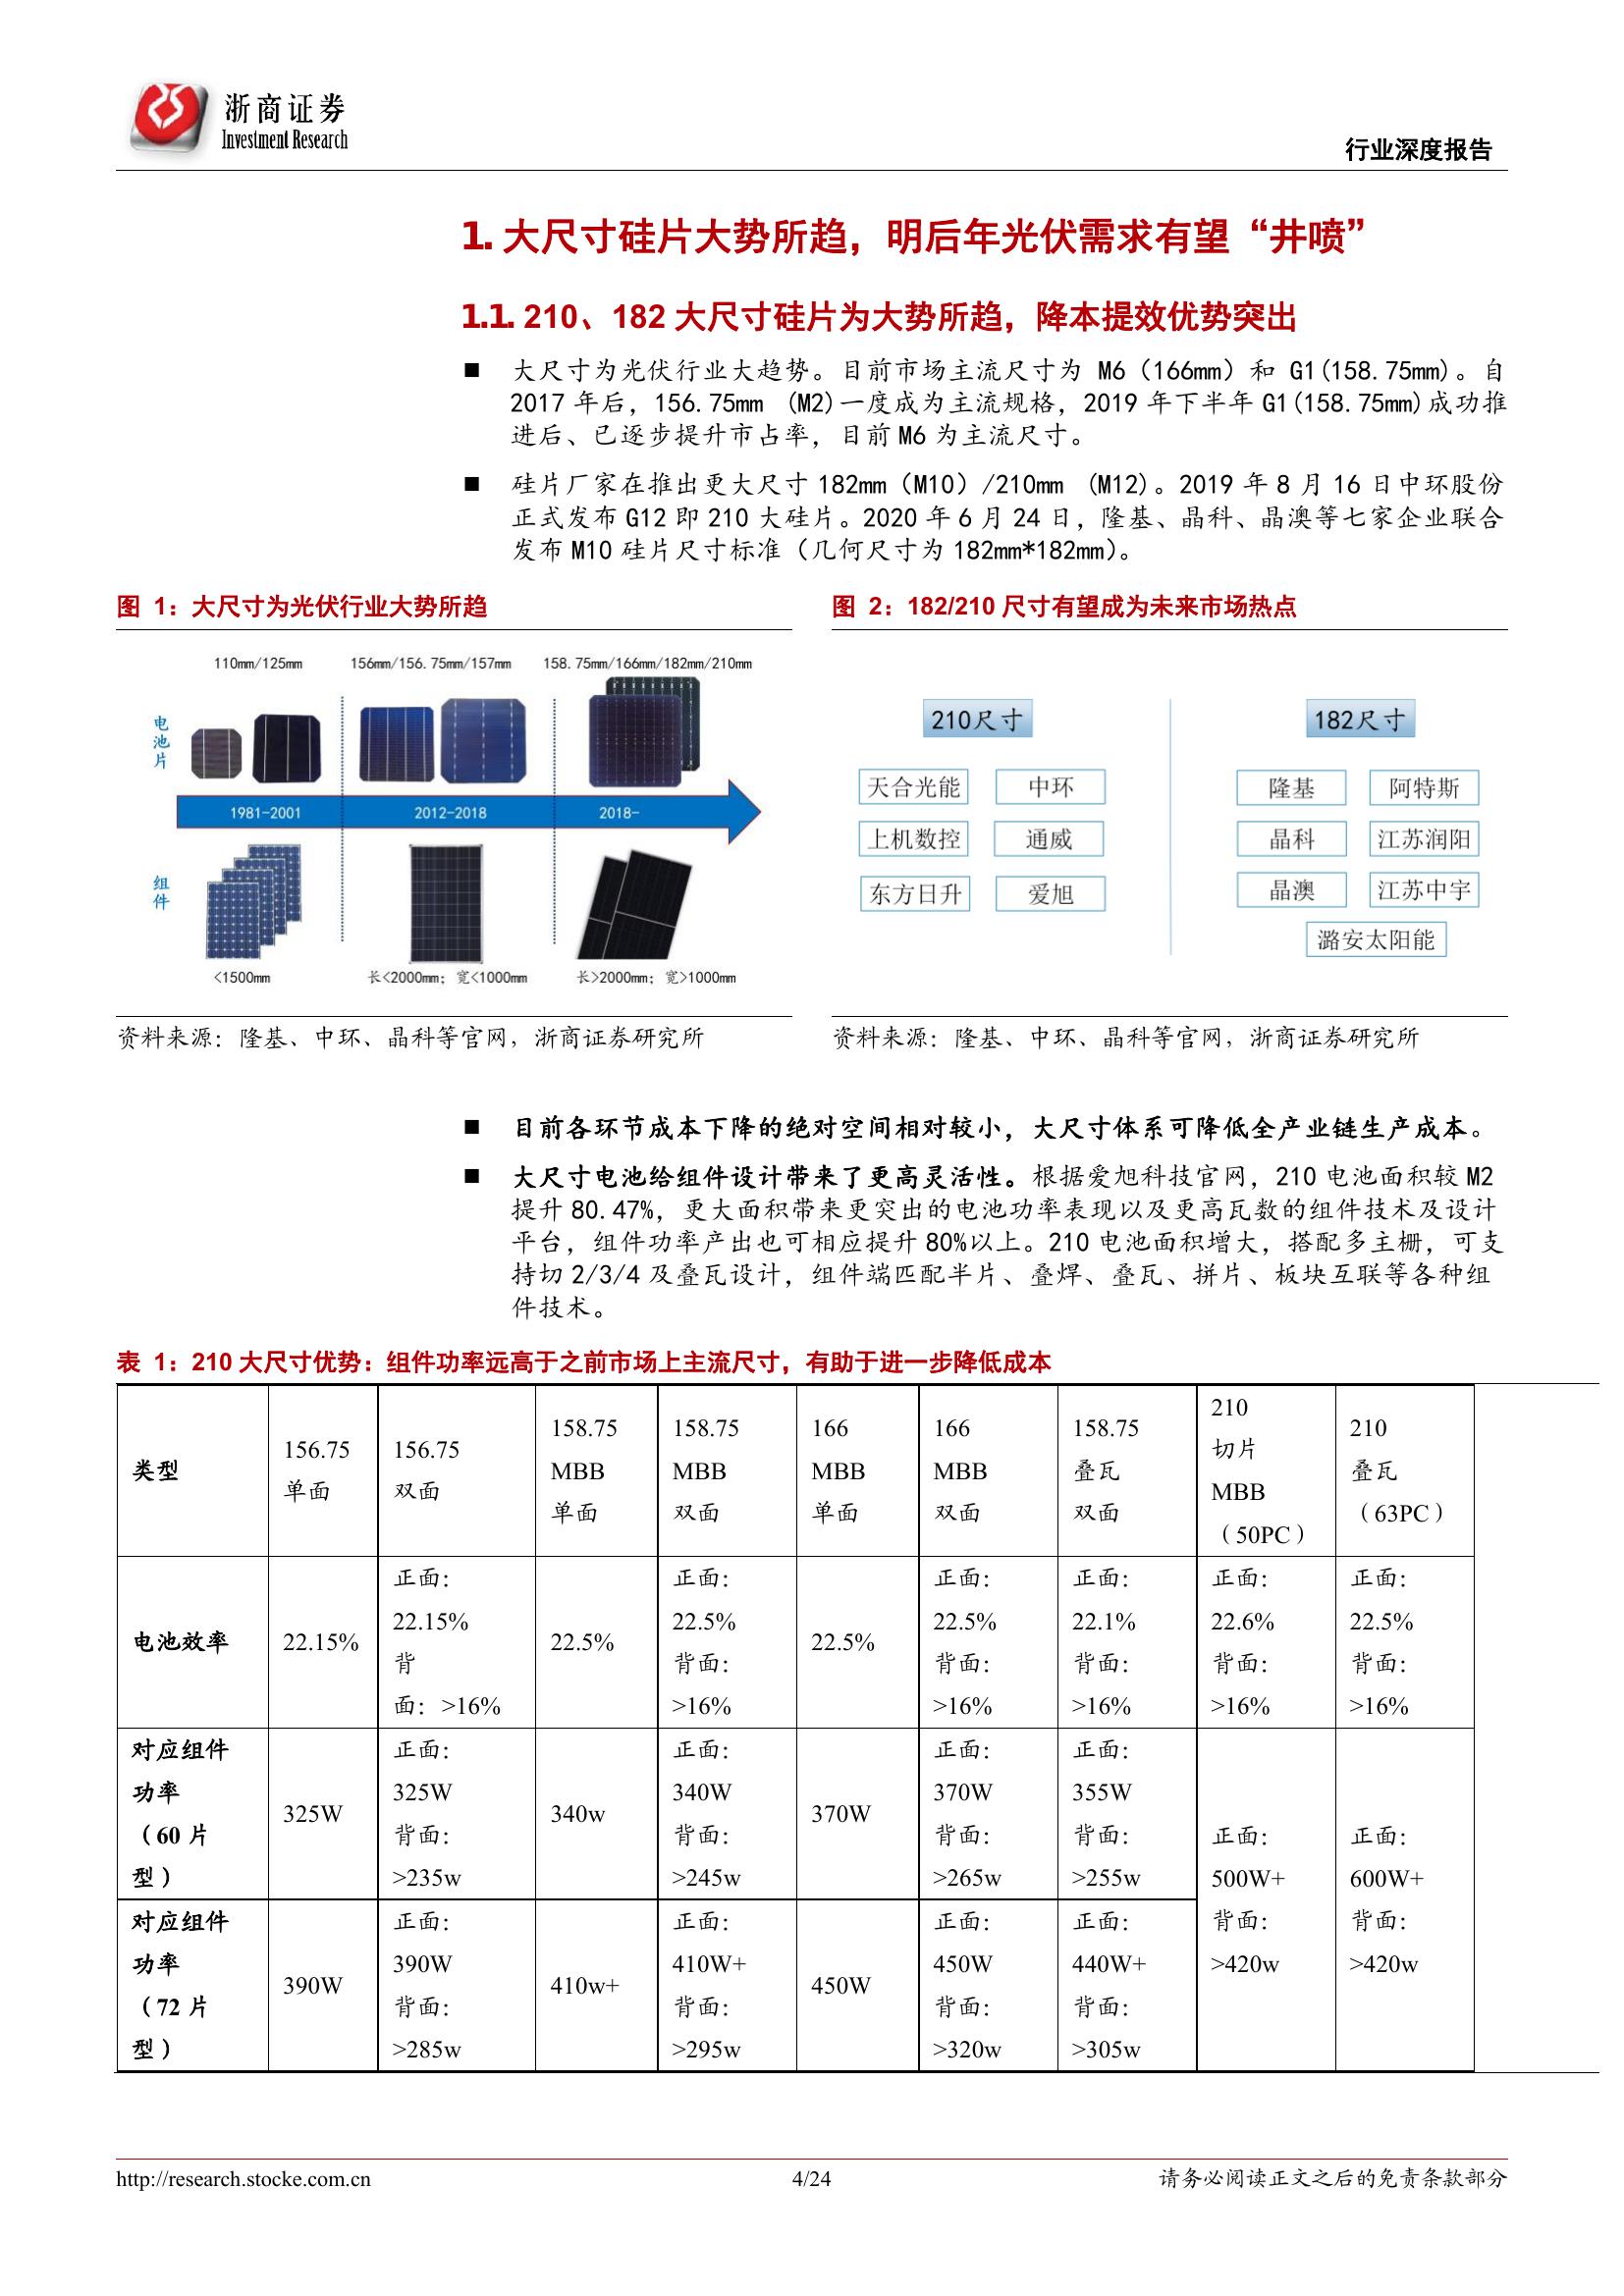 浙商证券
Investment Research
行业深度报告
1. 大尺寸硅片大势所趋，明后年光伏需求有望“井喷”
1.1. 210、182 大尺寸硅片为大势所趋，降本提效优势突出
■ 大尺寸为光伏行业大趋势。目前市场主流尺寸为 M6（166mm）和 G1(158.75mm)。自
2017 年后，156.75mm (M2)一度成为主流规格，2019 年下半年 G1(158.75mm)成功推
进后、已逐步提升市占率，目前 M6 为主流尺寸。
■ 硅片厂家在推出更大尺寸 182mm（M10）/210mm (M12)。2019 年 8 月 16 日中环股份
正式发布 G12 即 210 大硅片。2020 年 6 月 24 日，隆基、晶科、晶澳等七家企业联合
发布 M10 硅片尺寸标准（几何尺寸为 182mm*182mm）。
图 1：大尺寸为光伏行业大势所趋
110mm/125mm 156mm/156.75mm/157mm 158.75mm/166mm/182mm/210mm
电池片
1981-2001 2012-2018 2018-
组件
<1500mm 长<2000mm；宽<1000mm 长>2000mm；宽>1000mm
资料来源：隆基、中环、晶科等官网，浙商证券研究所
图 2：182/210 尺寸有望成为未来市场热点
210尺寸 182尺寸
天合光能 中环 隆基 阿特斯
上机数控 通威 晶科 江苏润阳
东方日升 爱旭 晶澳 江苏中宇
潞安太阳能
资料来源：隆基、中环、晶科等官网，浙商证券研究所
■ 目前各环节成本下降的绝对空间相对较小，大尺寸体系可降低全产业链生产成本。
■ 大尺寸电池给组件设计带来了更高灵活性。根据爱旭科技官网，210 电池面积较 M2
提升 80.47%，更大面积带来更突出的电池功率表现以及更高瓦数的组件技术及设计
平台，组件功率产出也可相应提升 80%以上。210 电池面积增大，搭配多主栅，可支
持切 2/3/4 及叠瓦设计，组件端匹配半片、叠焊、叠瓦、拼片、板块互联等各种组
件技术。
表 1：210 大尺寸优势：组件功率远高于之前市场上主流尺寸，有助于进一步降低成本
类型
156.75
单面
156.75
双面
158.75
MBB
单面
158.75
MBB
双面
166
MBB
单面
166
MBB
双面
158.75
叠瓦
双面
210
切片
MBB
（50PC）
210
叠瓦
（63PC）
电池效率
22.15%
正面：
22.15%
背
面：>16%
22.5%
正面：
22.5%
背面：
>16%
22.5%
正面：
22.5%
背面：
>16%
正面：
22.1%
背面：
>16%
正面：
22.6%
背面：
>16%
正面：
22.5%
背面：
>16%
对应组件
功率
（60 片
型）
325W
正面：
325W
背面：
>235w
340w
正面：
340W
背面：
>245w
370W
正面：
370W
背面：
>265w
正面：
355W
背面：
>255w
正面：
500W+
背面：
>420w
正面：
600W+
背面：
>420w
对应组件
功率
（72 片
型）
390W
正面：
390W
背面：
>285w
410w+
正面：
410W+
背面：
>295w
450W
正面：
450W
背面：
>320w
正面：
440W+
背面：
>305w
http://research.stocke.com.cn 4/24 请务必阅读正文之后的免责条款部分